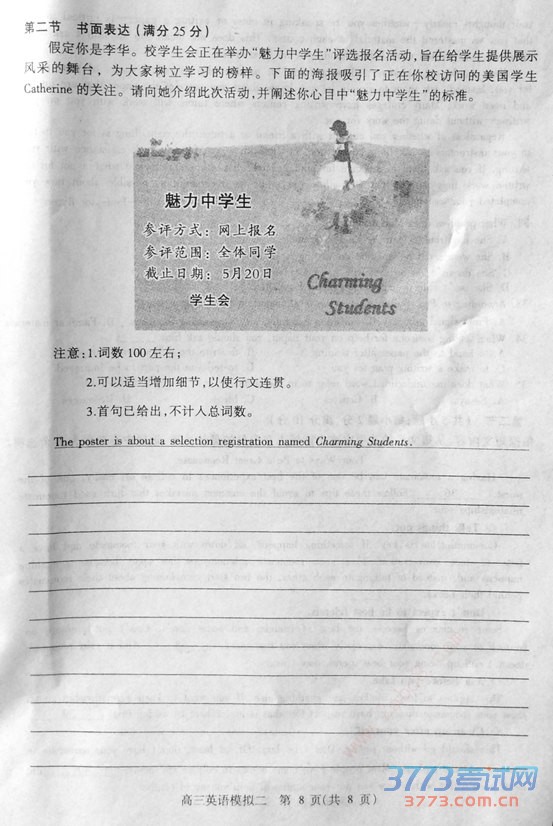 第二节 书面表达(满分25分)
假定你是李华。校学生会正在举办“魅力中学生”评选报名活动,旨在给学生提供展示
风采的舞台,为大家树立学习的榜样。下面的海报吸引了正在你校访问的美国学生
Catherine 的关注。请向她介绍此次活动,并阐述你心目中“魅力中学生”的标准。
魅力中学生
参评方式:网上报名
参评范围:全体同学
截止日期:5月20日
学生会
Charming
Students
注意:1.词数100左右;
2.可以适当增加细节,以使行文连贯。
3.首句已给出,不计人总词数。
The poster is about a selection registration named Charming Students.
高三英语模拟二 第 8 页(共 8 页)
3773考试网
3773.com.cn